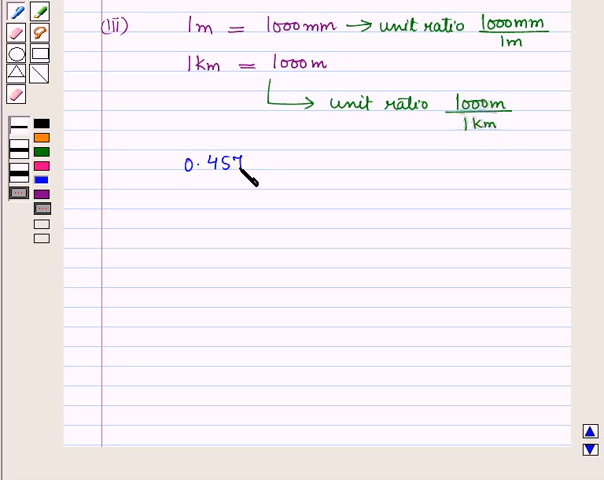 (iii) 1m = 1000mm → unit ratio 1000mm/1m
1km = 1000m
unit ratio 1000m/1km
0.457